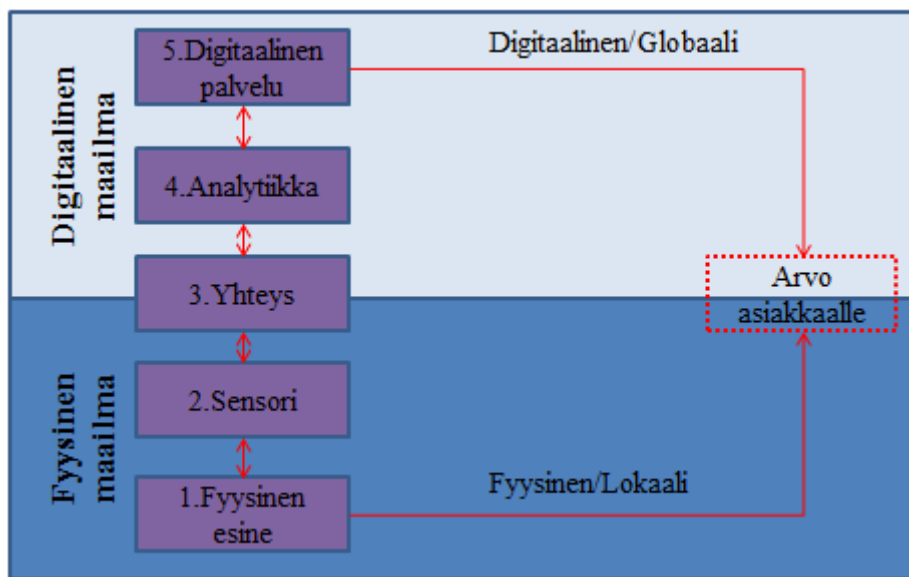 Digitaalinen
maailma
5.Digitaalinen
palvelu
Digitaalinen/Globaali
4.Analytiikka
3.Yhteys
Arvo
asiakkaalle
Fyysinen
maailma
2.Sensori
1.Fyysinen
esine
Fyysinen/Lokaali